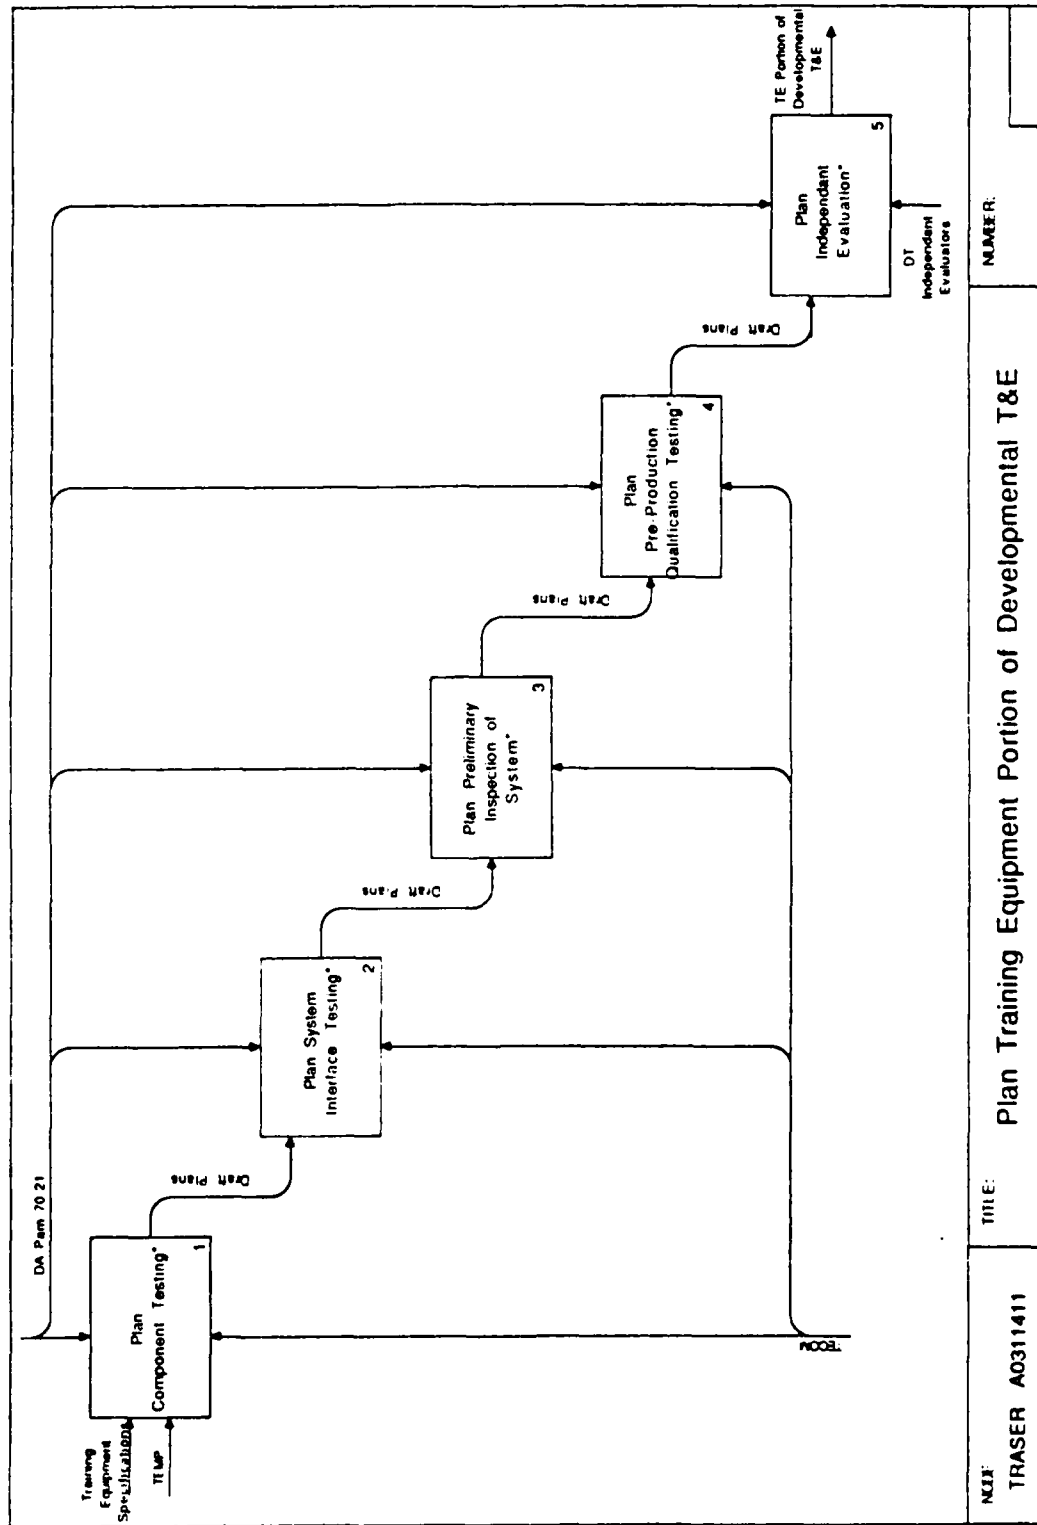 DA Pam 70 21
Training
Equipment
Specifications
TEMP
Plan
Component Testing*
1
Draft Plans
Plan System
Interface Testing*
2
Draft Plans
Plan Preliminary
Inspection of
System*
3
Draft Plans
Plan
Pre-Production
Qualification Testing*
4
Draft Plans
Plan
Independant
Evaluation*
5
TE Portion of
Developmental
T&E
DT
Independant
Evaluators
TECOM
NODE:
TRASER A0311411
TITLE:
Plan Training Equipment Portion of Developmental T&E
NUMBER: